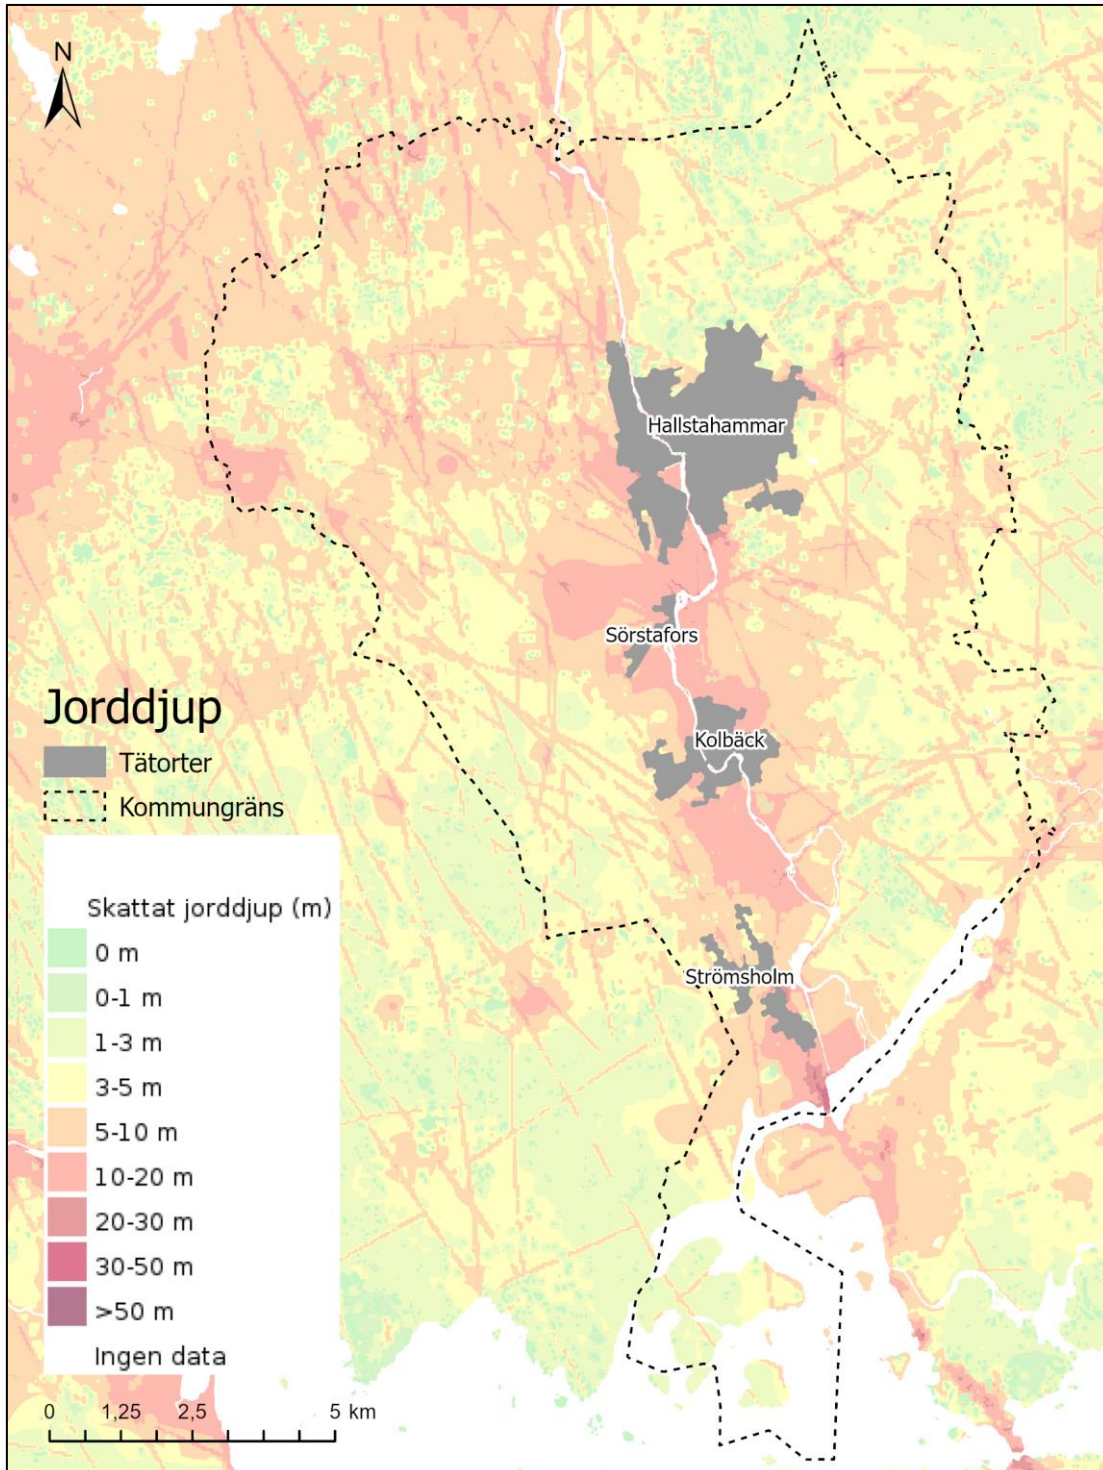 N
Hallstahammar
Sörstafors
Kolbäck
Strömsholm
Jorddjup
Tätorter
Kommungräns
Skattat jorddjup (m)
0 m
0-1 m
1-3 m
3-5 m
5-10 m
10-20 m
20-30 m
30-50 m
>50 m
Ingen data
0 1,25 2,5 5 km